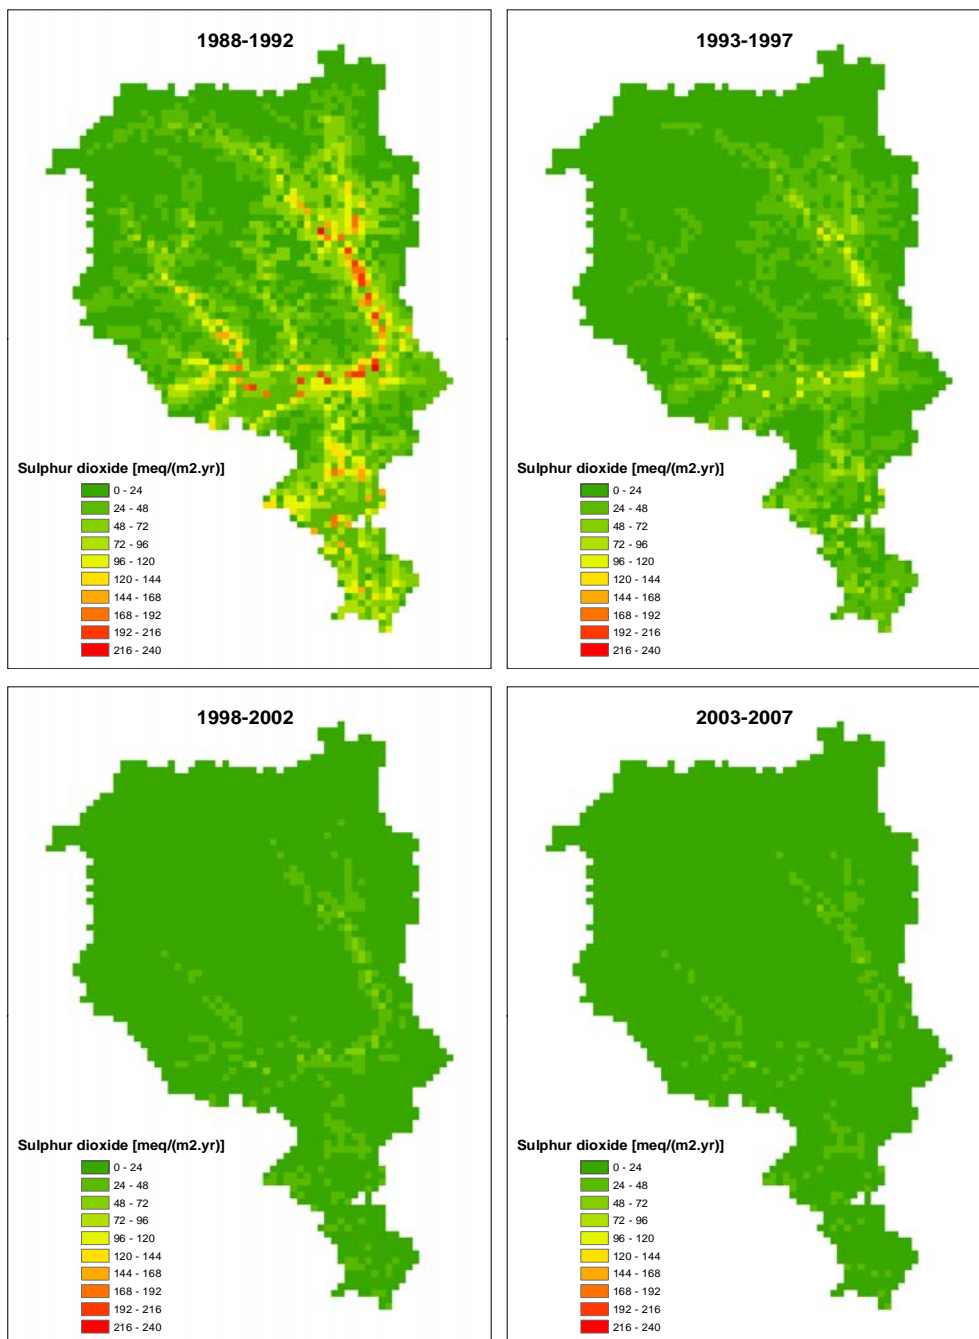 1988-1992
Sulphur dioxide [meq/(m2.yr)]
0 - 24
24 - 48
48 - 72
72 - 96
96 - 120
120 - 144
144 - 168
168 - 192
192 - 216
216 - 240
1993-1997
Sulphur dioxide [meq/(m2.yr)]
0 - 24
24 - 48
48 - 72
72 - 96
96 - 120
120 - 144
144 - 168
168 - 192
192 - 216
216 - 240
1998-2002
Sulphur dioxide [meq/(m2.yr)]
0 - 24
24 - 48
48 - 72
72 - 96
96 - 120
120 - 144
144 - 168
168 - 192
192 - 216
216 - 240
2003-2007
Sulphur dioxide [meq/(m2.yr)]
0 - 24
24 - 48
48 - 72
72 - 96
96 - 120
120 - 144
144 - 168
168 - 192
192 - 216
216 - 240